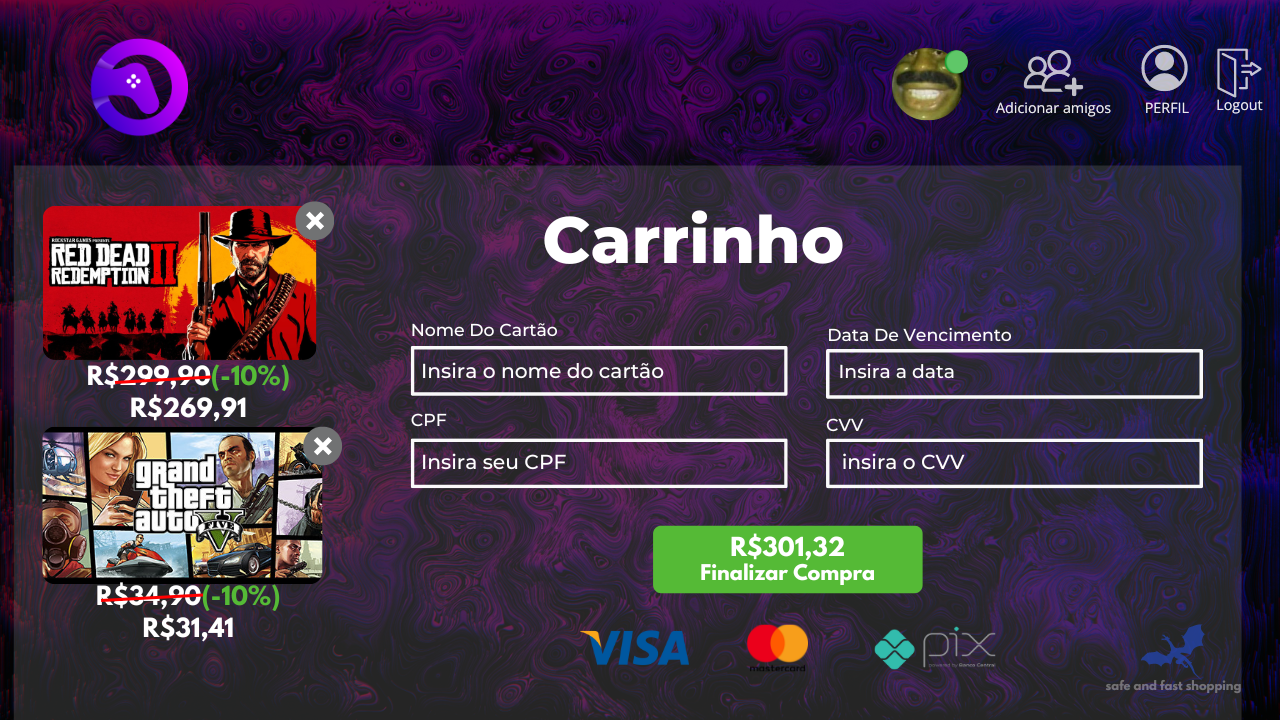 Adicionar amigos
PERFIL
Logout
ROCKSTAR GAMES PRESENTS
RED DEAD
REDEMPTION II
R$299,90(-10%)
R$269,91
grand
theft
auto V
FIVE
R$34,90(-10%)
R$31,41
Carrinho
Nome Do Cartão
Insira o nome do cartão
Data De Vencimento
Insira a data
CPF
Insira seu CPF
CVV
insira o CVV
R$301,32
Finalizar Compra
VISA
mastercard
pix
powered by Banco Central
safe and fast shopping